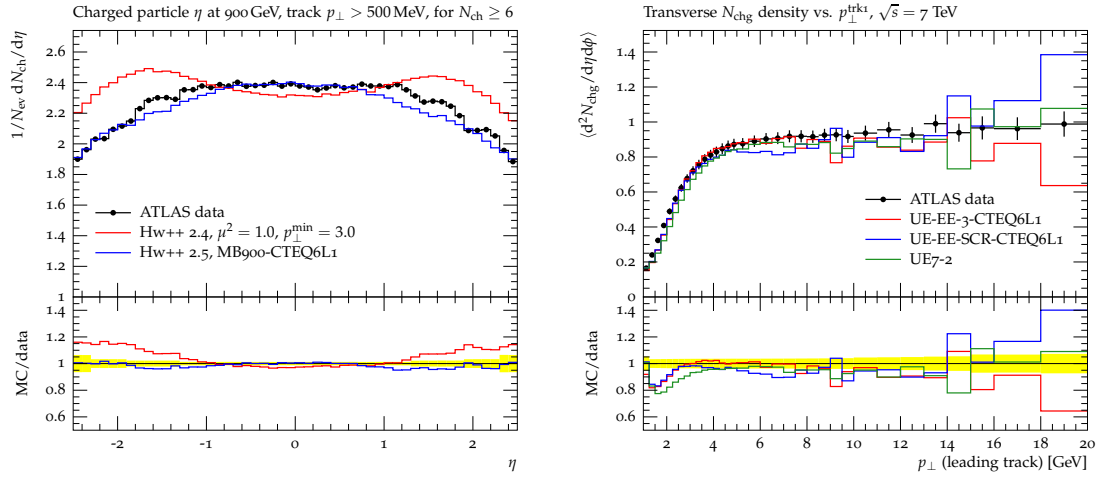 Charged particle η at 900 GeV, track p⊥ > 500 MeV, for Nch ≥ 6
1/Nev dNch/dη
2.6
2.4
2.2
2.0
1.8
1.6
1.4
1.2
1
ATLAS data
Hw++ 2.4, μ² = 1.0, p⊥^min = 3.0
Hw++ 2.5, MB900-CTEQ6L1
MC/data
1.4
1.2
1.0
0.8
0.6
-2 -1 0 1 2
η
Transverse Nchg density vs. p⊥^trk1, √s = 7 TeV
⟨d²Nchg/dηdϕ⟩
1.4
1.2
1.0
0.8
0.6
0.4
0.2
0
ATLAS data
UE-EE-3-CTEQ6L1
UE-EE-SCR-CTEQ6L1
UE7-2
MC/data
1.4
1.2
1.0
0.8
0.6
2 4 6 8 10 12 14 16 18 20
p⊥ (leading track) [GeV]